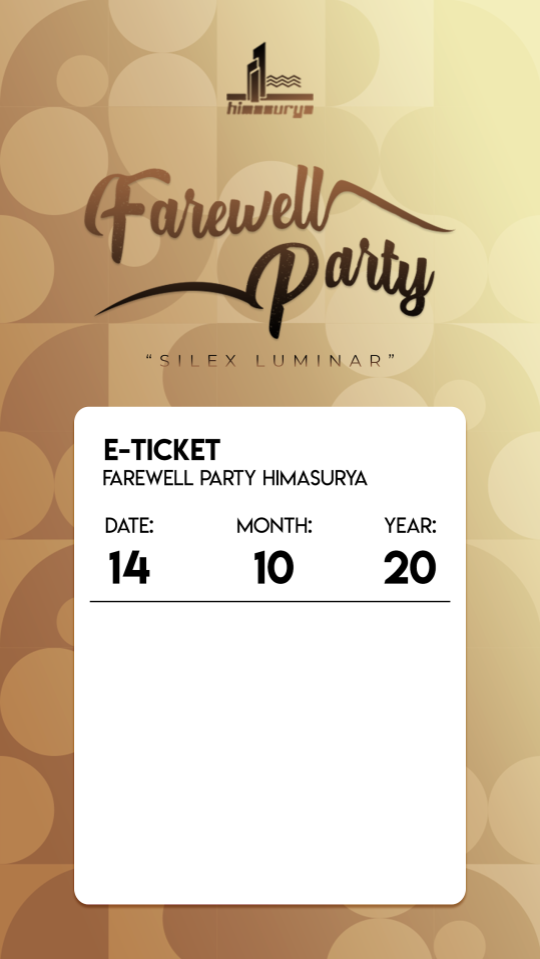 himasurya
Farewell
Party
“SILEX LUMINAR”
E-TICKET
FAREWELL PARTY HIMASURYA
DATE: MONTH: YEAR:
14 10 20